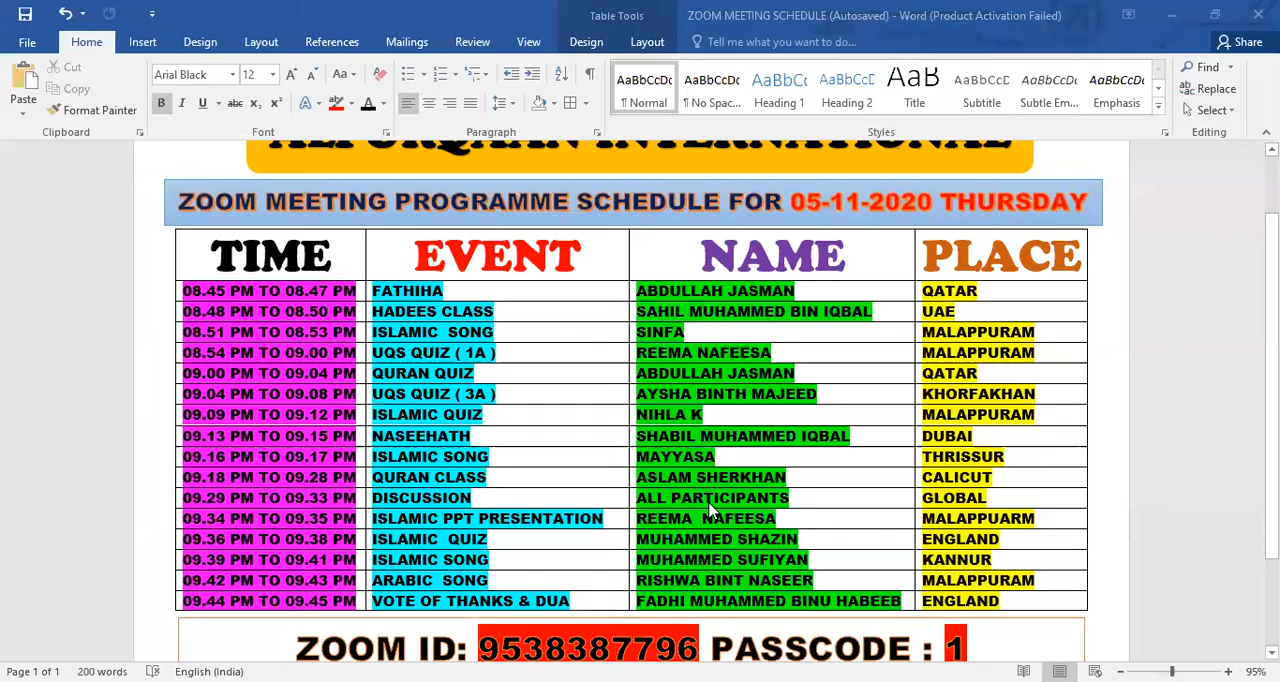 Table Tools
ZOOM MEETING SCHEDULE (Autosaved) - Word (Product Activation Failed)
File Home Insert Design Layout References Mailings Review View Design Layout Tell me what you want to do... Share
Paste
Cut
Copy
Format Painter
Clipboard
Arial Black 12
Font
Paragraph
AaBbCcDc AaBbCcDc AaBbC AaBbCcD AaB AaBbCcD AaBbCcDc AaBbCcDc
¶ Normal ¶ No Spac... Heading 1 Heading 2 Title Subtitle Subtle Em... Emphasis
Styles
Find
Replace
Select
Editing
ALFURQAAN INTERNATIONAL
ZOOM MEETING PROGRAMME SCHEDULE FOR 05-11-2020 THURSDAY
TIME EVENT NAME PLACE
08.45 PM TO 08.47 PM FATHIHA ABDULLAH JASMAN QATAR
08.48 PM TO 08.50 PM HADEES CLASS SAHIL MUHAMMED BIN IQBAL UAE
08.51 PM TO 08.53 PM ISLAMIC SONG SINFA MALAPPURAM
08.54 PM TO 09.00 PM UQS QUIZ ( 1A ) REEMA NAFEESA MALAPPURAM
09.00 PM TO 09.04 PM QURAN QUIZ ABDULLAH JASMAN QATAR
09.04 PM TO 09.08 PM UQS QUIZ ( 3A ) AYSHA BINTH MAJEED KHORFAKHAN
09.09 PM TO 09.12 PM ISLAMIC QUIZ NIHLA K MALAPPURAM
09.13 PM TO 09.15 PM NASEEHATH SHABIL MUHAMMED IQBAL DUBAI
09.16 PM TO 09.17 PM ISLAMIC SONG MAYYASA THRISSUR
09.18 PM TO 09.28 PM QURAN CLASS ASLAM SHERKHAN CALICUT
09.29 PM TO 09.33 PM DISCUSSION ALL PARTICIPANTS GLOBAL
09.34 PM TO 09.35 PM ISLAMIC PPT PRESENTATION REEMA NAFEESA MALAPPUARM
09.36 PM TO 09.38 PM ISLAMIC QUIZ MUHAMMED SHAZIN ENGLAND
09.39 PM TO 09.41 PM ISLAMIC SONG MUHAMMED SUFIYAN KANNUR
09.42 PM TO 09.43 PM ARABIC SONG RISHWA BINT NASEER MALAPPURAM
09.44 PM TO 09.45 PM VOTE OF THANKS & DUA FADHI MUHAMMED BINU HABEEB ENGLAND
ZOOM ID: 9538387796 PASSCODE : 1
Page 1 of 1 200 words English (India) 95%